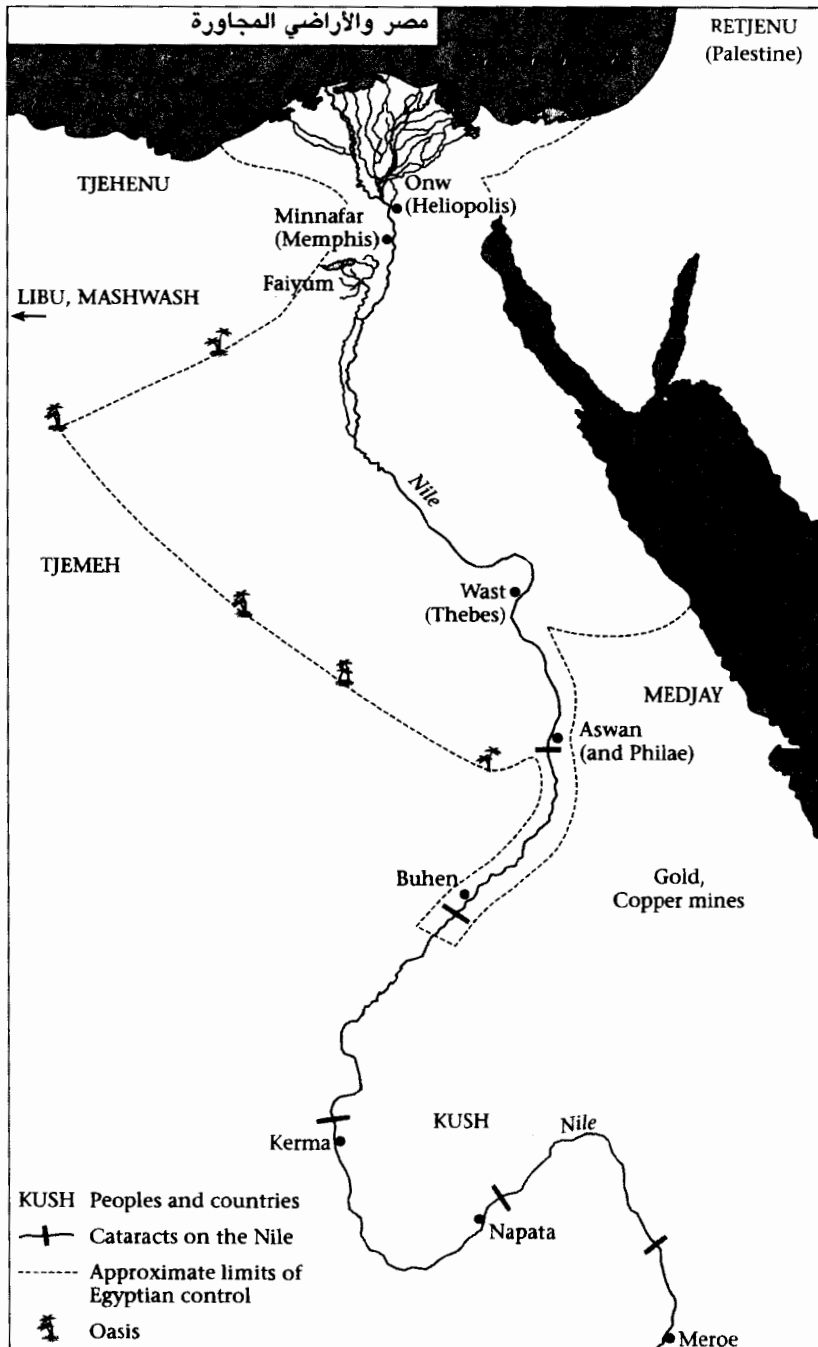 مصر والأراضي المجاورة
RETJENU
(Palestine)
TJEHENU
Onw
(Heliopolis)
Minnafar
(Memphis)
Faiyum
LIBU, MASHWASH
Nile
TJEMEH
Wast
(Thebes)
MEDJAY
Aswan
(and Philae)
Buhen
Gold,
Copper mines
KUSH
Nile
Kerma
Napata
Meroe
KUSH Peoples and countries
Cataracts on the Nile
Approximate limits of
Egyptian control
Oasis